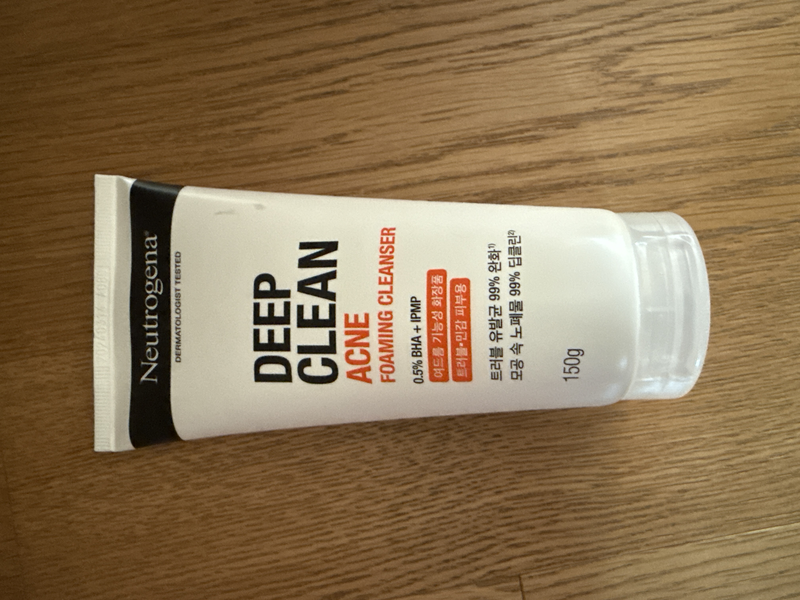 Neutrogena®
DERMATOLOGIST TESTED
DEEP
CLEAN
ACNE
FOAMING CLEANSER
0.5% BHA + IPMP
여드름 기능성 화장품
트러블•민감 피부용
트러블 유발균 99% 완화¹⁾
모공 속 노폐물 99% 딥클린²⁾
150g